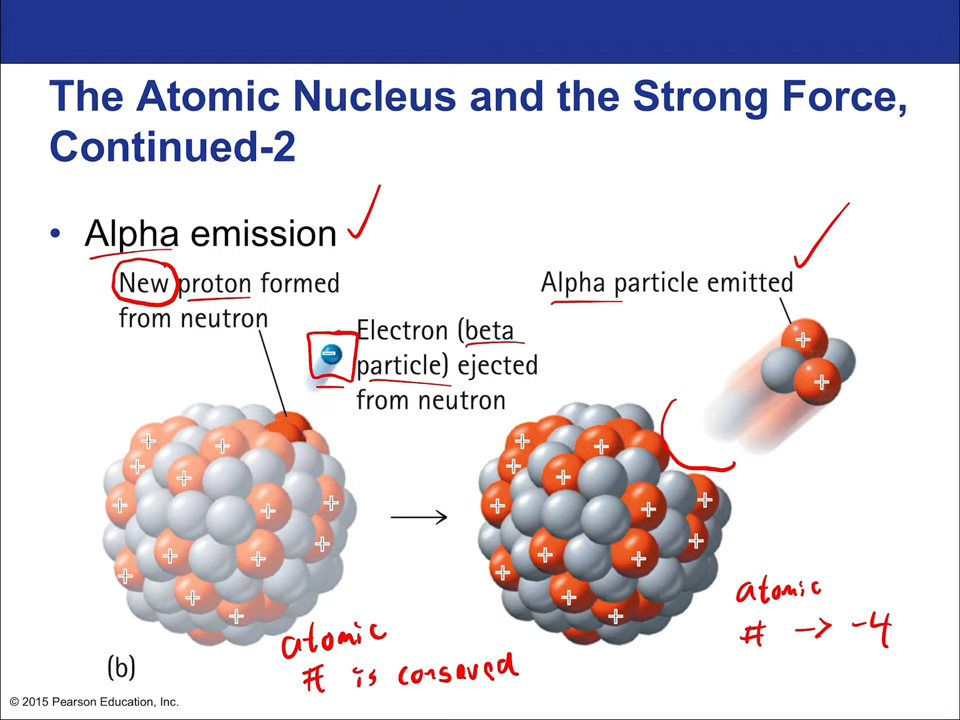 The Atomic Nucleus and the Strong Force,
Continued-2
• Alpha emission
New proton formed
from neutron
Electron (beta
particle) ejected
from neutron
Alpha particle emitted
atomic
# is conserved
atomic
# -> -4
(b)
© 2015 Pearson Education, Inc.